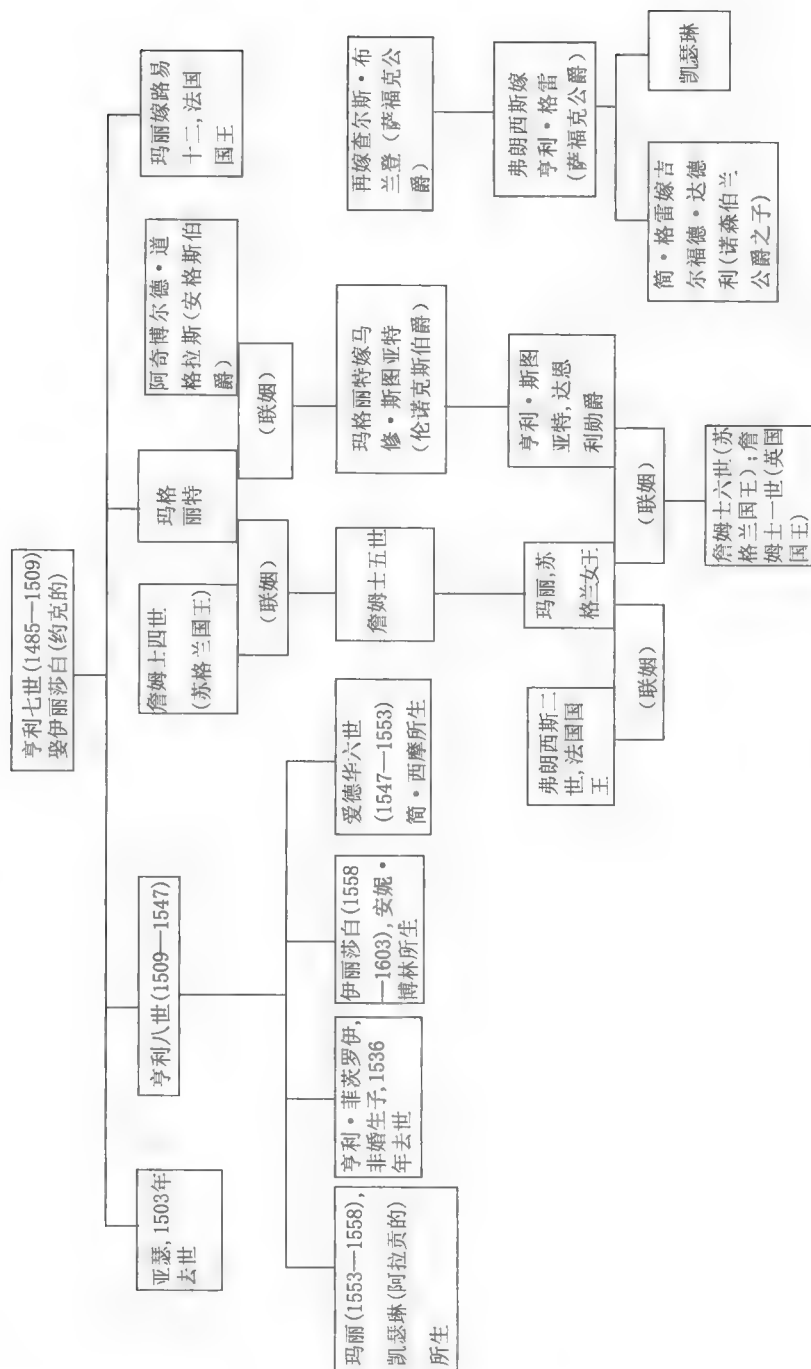 亨利七世(1485—1509)
娶伊丽莎白(约克的)
亚瑟,1503年
去世
亨利八世(1509—1547)
詹姆士四世
(苏格兰国王)
玛格
丽特
阿奇博尔德·道
格拉斯(安格斯伯
爵)
玛丽嫁路易
十二,法国
国王
(联姻)
(联姻)
玛丽(1553—1558),
凯瑟琳(阿拉贡的)
所生
亨利·菲茨罗伊,
非婚生子,1536
年去世
伊丽莎白(1558
—1603),安妮·
博林所生
爱德华六世
(1547—1553)
简·西摩所生
詹姆士五世
玛格丽特嫁马
修·斯图亚特
(伦诺克斯伯爵)
再嫁查尔斯·布
兰登(萨福克公
爵)
弗朗西斯二
世,法国国
王
玛丽,苏
格兰女王
亨利·斯图
亚特,达恩
利勋爵
弗朗西斯嫁
亨利·格雷
(萨福克公爵)
(联姻)
(联姻)
詹姆士六世(苏
格兰国王);詹
姆士一世(英国
国王)
简·格雷嫁吉
尔福德·达德
利(诺森伯兰
公爵之子)
凯瑟琳